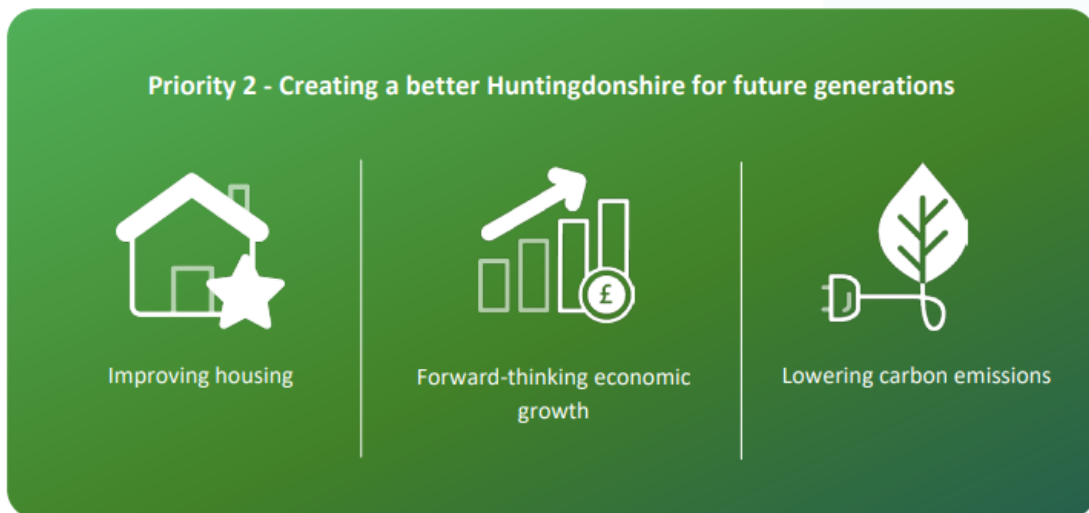 Priority 2 - Creating a better Huntingdonshire for future generations
£
Improving housing
Forward-thinking economic
growth
Lowering carbon emissions